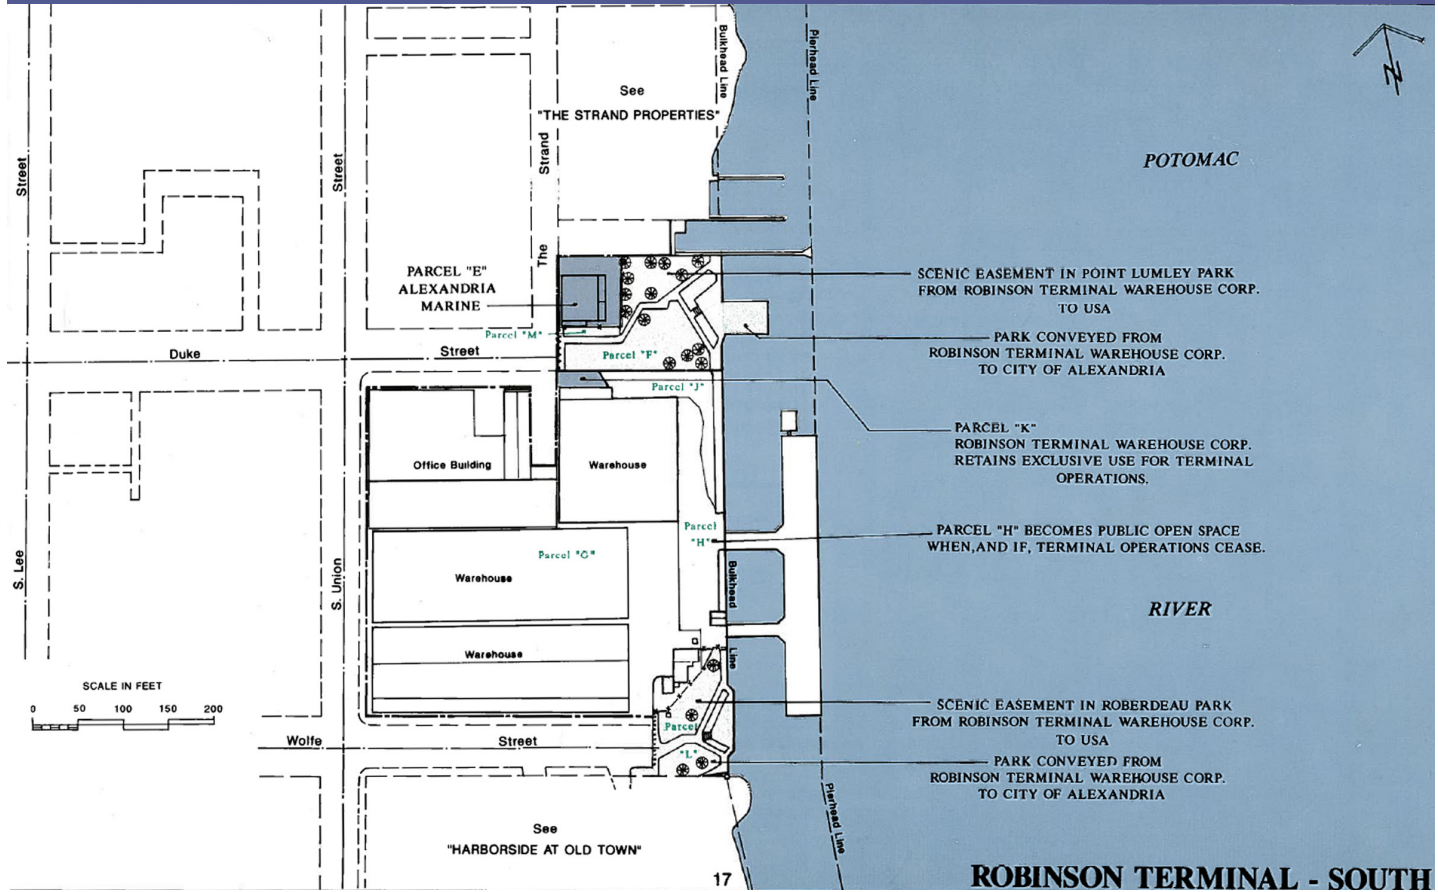 Bulkhead Line
Pierhead Line
N
See
"THE STRAND PROPERTIES"
POTOMAC
Street
Street
Strand
The
PARCEL "E"
ALEXANDRIA
MARINE
SCENIC EASEMENT IN POINT LUMLEY PARK
FROM ROBINSON TERMINAL WAREHOUSE CORP.
TO USA
Parcel "M"
PARK CONVEYED FROM
ROBINSON TERMINAL WAREHOUSE CORP.
TO CITY OF ALEXANDRIA
Duke
Street
Parcel "F"
Parcel "J"
PARCEL "K"
ROBINSON TERMINAL WAREHOUSE CORP.
RETAINS EXCLUSIVE USE FOR TERMINAL
OPERATIONS.
Office Building
Warehouse
Parcel
"H"
PARCEL "H" BECOMES PUBLIC OPEN SPACE
WHEN, AND IF, TERMINAL OPERATIONS CEASE.
Parcel "G"
Warehouse
S. Lee
S. Union
Bulkhead
Line
RIVER
Warehouse
SCALE IN FEET
0 50 100 150 200
SCENIC EASEMENT IN ROBERDEAU PARK
FROM ROBINSON TERMINAL WAREHOUSE CORP.
TO USA
Parcel
"L"
Wolfe
Street
PARK CONVEYED FROM
ROBINSON TERMINAL WAREHOUSE CORP.
TO CITY OF ALEXANDRIA
Pierhead Line
See
"HARBORSIDE AT OLD TOWN"
17
ROBINSON TERMINAL - SOUTH